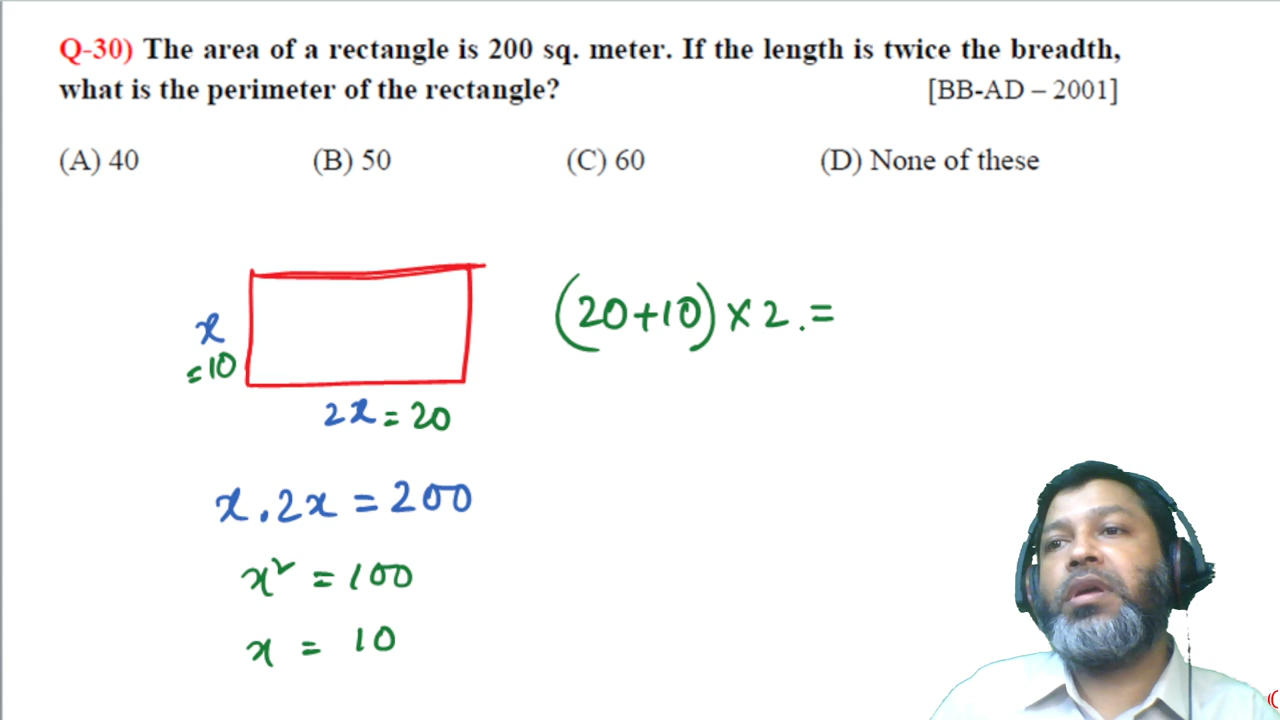 Q-30) The area of a rectangle is 200 sq. meter. If the length is twice the breadth,
what is the perimeter of the rectangle? [BB-AD – 2001]
(A) 40 (B) 50 (C) 60 (D) None of these
x
=10
(20+10) × 2. =
2x = 20
x . 2x = 200
x² = 100
x = 10